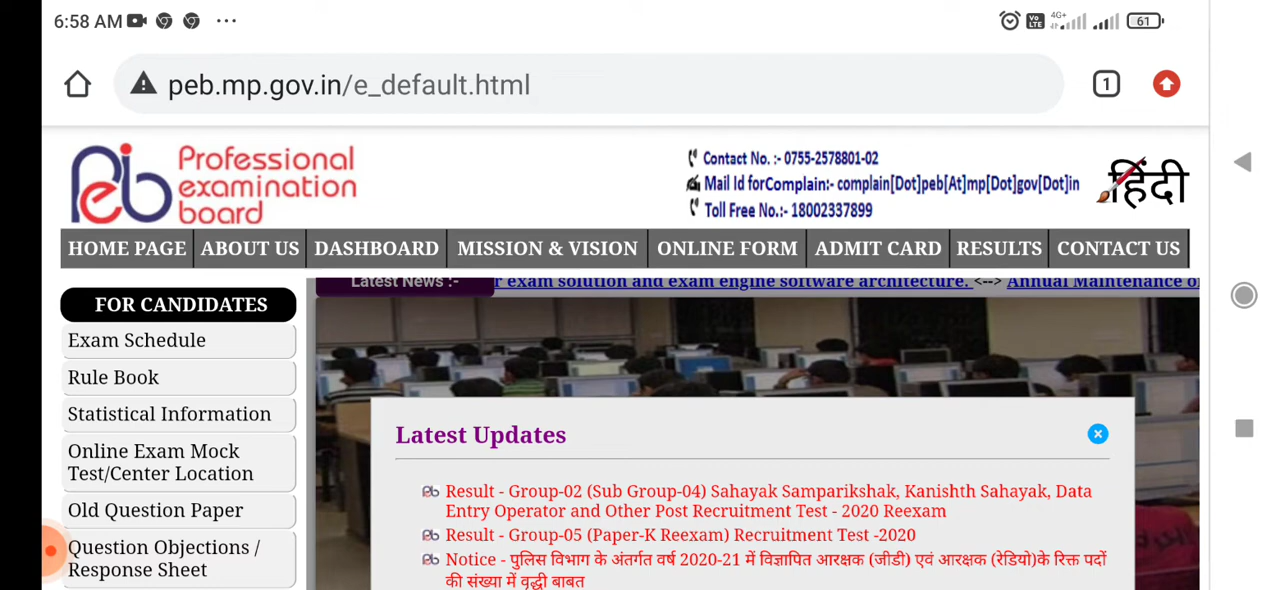 6:58 AM
4G+
Vo LTE
61
peb.mp.gov.in/e_default.html
1
Peb Professional examination board
Contact No. :- 0755-2578801-02
Mail Id forComplain:- complain[Dot]peb[At]mp[Dot]gov[Dot]in
Toll Free No.:- 18002337899
हिंदी
HOME PAGE ABOUT US DASHBOARD MISSION & VISION ONLINE FORM ADMIT CARD RESULTS CONTACT US
Latest News :- r exam solution and exam engine software architecture. <--> Annual Maintenance
FOR CANDIDATES
Exam Schedule
Rule Book
Statistical Information
Online Exam Mock
Test/Center Location
Old Question Paper
Question Objections /
Response Sheet
Latest Updates
Result - Group-02 (Sub Group-04) Sahayak Samparikshak, Kanishth Sahayak, Data
Entry Operator and Other Post Recruitment Test - 2020 Reexam
Result - Group-05 (Paper-K Reexam) Recruitment Test -2020
Notice - पुलिस विभाग के अंतर्गत वर्ष 2020-21 में विज्ञापित आरक्षक (जीडी) एवं आरक्षक (रेडियो)के रिक्त पदों
की संख्या में वृद्धी बाबत